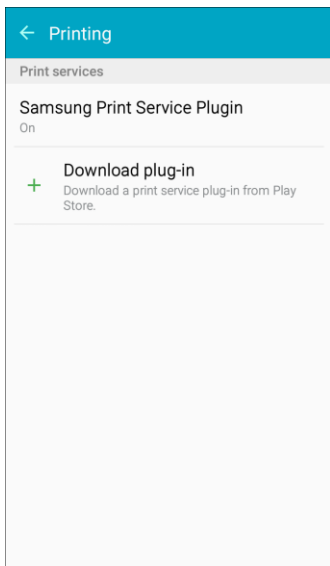 Printing
Print services
Samsung Print Service Plugin
On
Download plug-in
Download a print service plug-in from Play
Store.